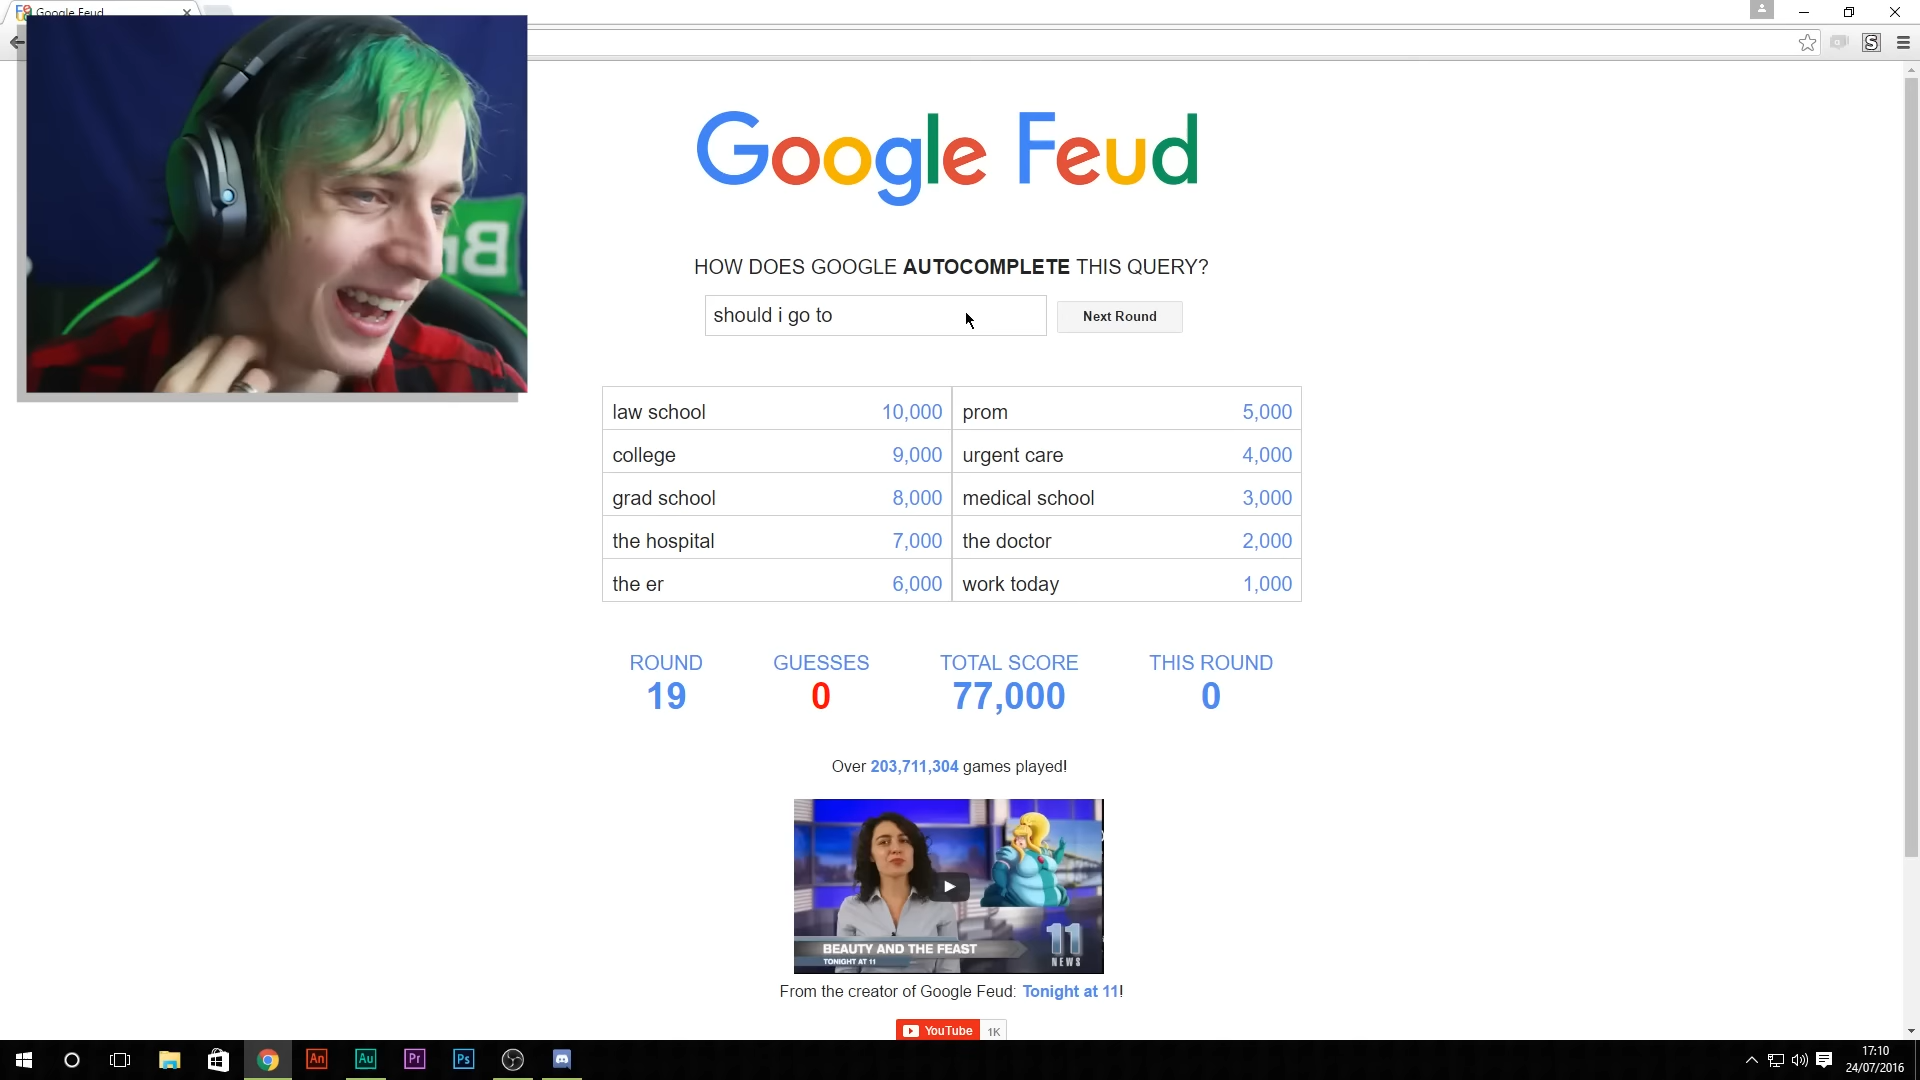 Google Feud
Google Feud
HOW DOES GOOGLE AUTOCOMPLETE THIS QUERY?
should i go to
Next Round
law school 10,000 prom 5,000
college 9,000 urgent care 4,000
grad school 8,000 medical school 3,000
the hospital 7,000 the doctor 2,000
the er 6,000 work today 1,000
ROUND GUESSES TOTAL SCORE THIS ROUND
19 0 77,000 0
Over 203,711,304 games played!
BEAUTY AND THE FEAST
TONIGHT AT 11
11
NEWS
From the creator of Google Feud: Tonight at 11!
YouTube 1K
An Au Pr Ps
17:10
24/07/2016